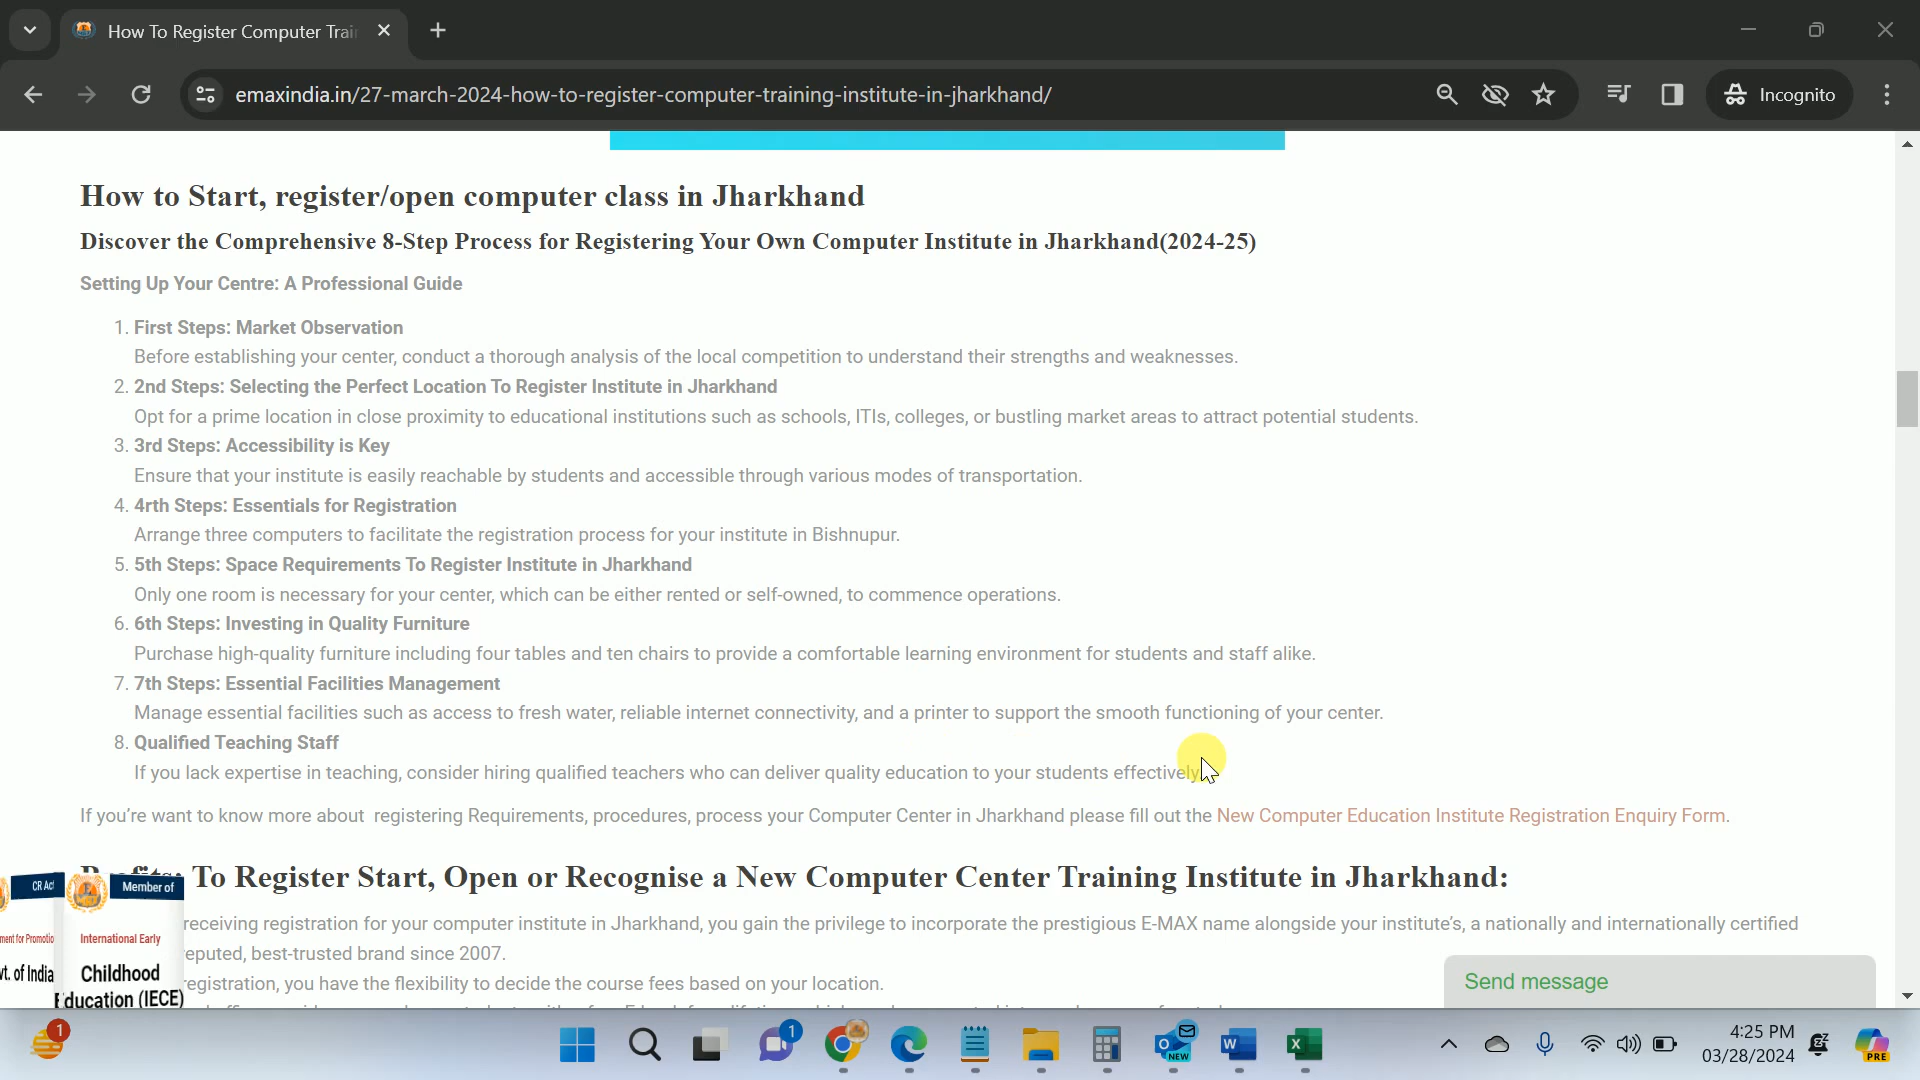 How To Register Computer Trai
emaxindia.in/27-march-2024-how-to-register-computer-training-institute-in-jharkhand/
Incognito
How to Start, register/open computer class in Jharkhand
Discover the Comprehensive 8-Step Process for Registering Your Own Computer Institute in Jharkhand(2024-25)
Setting Up Your Centre: A Professional Guide
1. First Steps: Market Observation
Before establishing your center, conduct a thorough analysis of the local competition to understand their strengths and weaknesses.
2. 2nd Steps: Selecting the Perfect Location To Register Institute in Jharkhand
Opt for a prime location in close proximity to educational institutions such as schools, ITIs, colleges, or bustling market areas to attract potential students.
3. 3rd Steps: Accessibility is Key
Ensure that your institute is easily reachable by students and accessible through various modes of transportation.
4. 4rth Steps: Essentials for Registration
Arrange three computers to facilitate the registration process for your institute in Bishnupur.
5. 5th Steps: Space Requirements To Register Institute in Jharkhand
Only one room is necessary for your center, which can be either rented or self-owned, to commence operations.
6. 6th Steps: Investing in Quality Furniture
Purchase high-quality furniture including four tables and ten chairs to provide a comfortable learning environment for students and staff alike.
7. 7th Steps: Essential Facilities Management
Manage essential facilities such as access to fresh water, reliable internet connectivity, and a printer to support the smooth functioning of your center.
8. Qualified Teaching Staff
If you lack expertise in teaching, consider hiring qualified teachers who can deliver quality education to your students effectively
If you're want to know more about registering Requirements, procedures, process your Computer Center in Jharkhand please fill out the New Computer Education Institute Registration Enquiry Form.
To Register Start, Open or Recognise a New Computer Center Training Institute in Jharkhand:
receiving registration for your computer institute in Jharkhand, you gain the privilege to incorporate the prestigious E-MAX name alongside your institute's, a nationally and internationally certified
eputed, best-trusted brand since 2007.
egistration, you have the flexibility to decide the course fees based on your location.
CR Act
Member of
ment for Promotio
International Early
vt. of India
Childhood
Education (IECE)
Send message
1
1
NEW
4:25 PM
03/28/2024
PRE